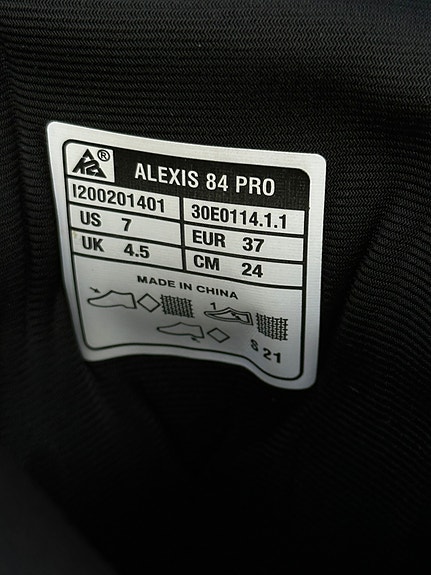 K2 ® ALEXIS 84 PRO
I200201401 30E0114.1.1
US 7 EUR 37
UK 4.5 CM 24
MADE IN CHINA
1
S 21